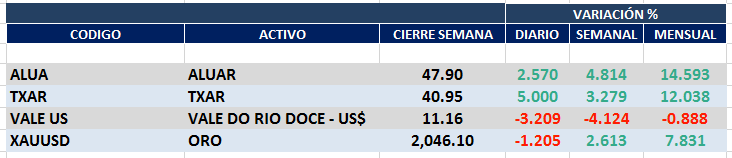 VARIACIÓN %
CODIGO ACTIVO CIERRE SEMANA DIARIO SEMANAL MENSUAL
ALUA ALUAR 47.90 2.570 4.814 14.593
TXAR TXAR 40.95 5.000 3.279 12.038
VALE US VALE DO RIO DOCE - US$ 11.16 -3.209 -4.124 -0.888
XAUUSD ORO 2,046.10 -1.205 2.613 7.831